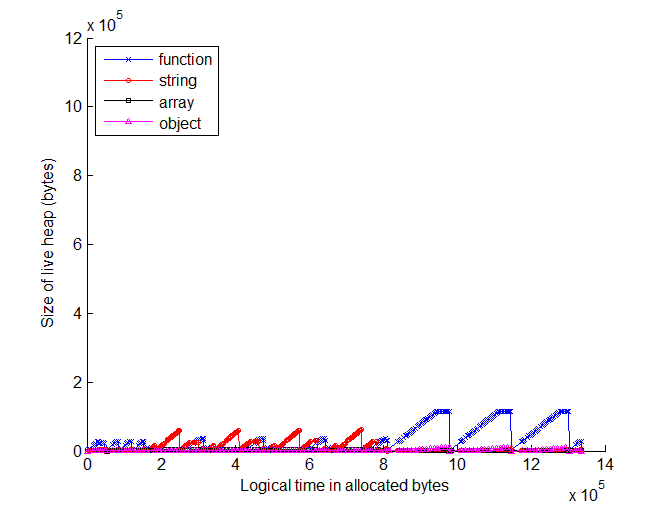 x 10^5
12
10
8
6
4
2
0
Size of live heap (bytes)
function
string
array
object
0 2 4 6 8 10 12 14
Logical time in allocated bytes
x 10^5